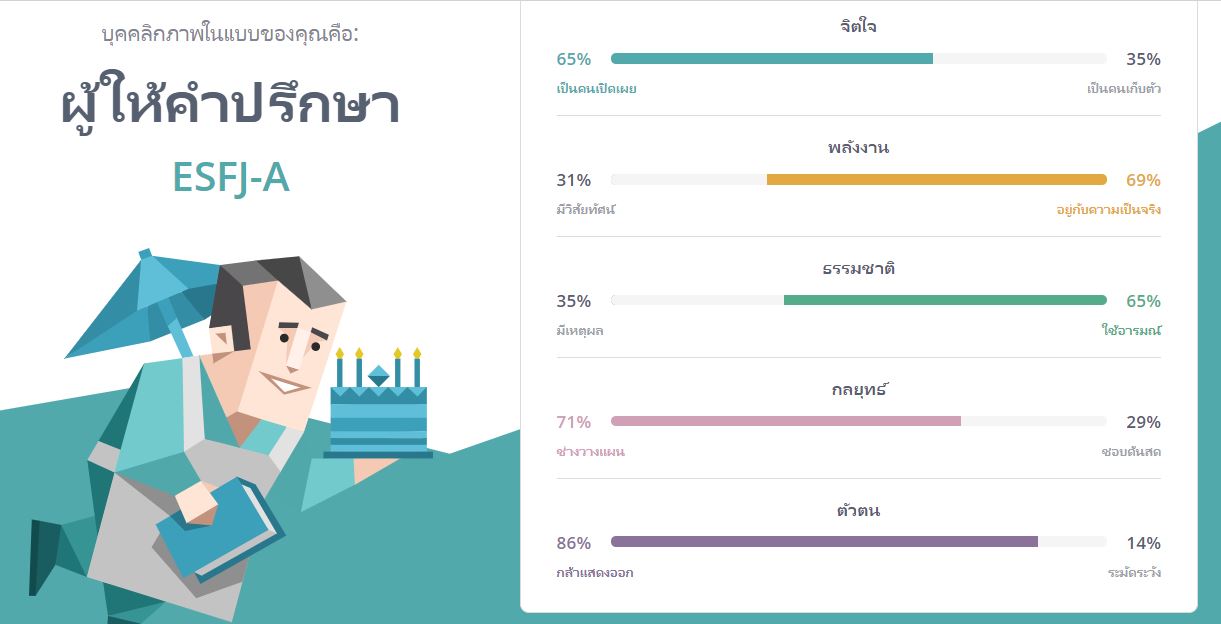 บุคคลิกภาพในแบบของคุณคือ:
ผู้ให้คำปรึกษา
ESFJ-A
จิตใจ
65% 35%
เป็นคนเปิดเผย เป็นคนเก็บตัว
พลังงาน
31% 69%
มีวิสัยทัศน์ อยู่กับความเป็นจริง
ธรรมชาติ
35% 65%
มีเหตุผล ใช้อารมณ์
กลยุทธ์
71% 29%
ช่างวางแผน ชอบค้นสด
ตัวตน
86% 14%
กล้าแสดงออก ระมัดระวัง